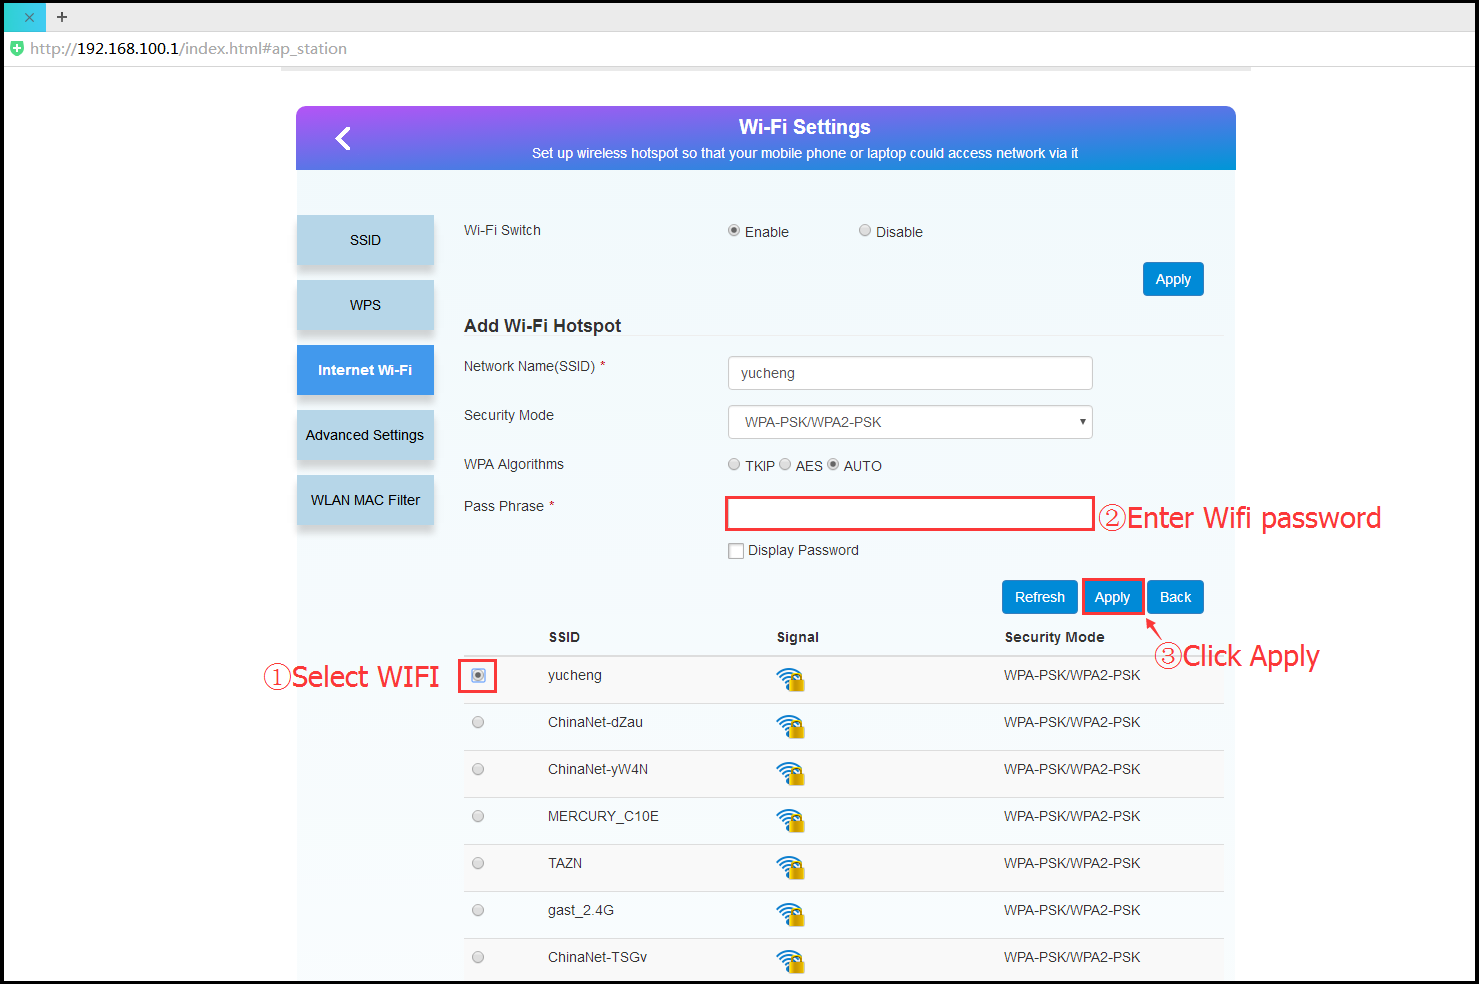 http://192.168.100.1/index.html#ap_station
Wi-Fi Settings
Set up wireless hotspot so that your mobile phone or laptop could access network via it
SSID
WPS
Internet Wi-Fi
Advanced Settings
WLAN MAC Filter
Wi-Fi Switch
Enable
Disable
Apply
Add Wi-Fi Hotspot
Network Name(SSID) *
yucheng
Security Mode
WPA-PSK/WPA2-PSK
WPA Algorithms
TKIP
AES
AUTO
Pass Phrase *
②Enter Wifi password
Display Password
Refresh
Apply
Back
③Click Apply
SSID Signal Security Mode
①Select WIFI
yucheng WPA-PSK/WPA2-PSK
ChinaNet-dZau WPA-PSK/WPA2-PSK
ChinaNet-yW4N WPA-PSK/WPA2-PSK
MERCURY_C10E WPA-PSK/WPA2-PSK
TAZN WPA-PSK/WPA2-PSK
gast_2.4G WPA-PSK/WPA2-PSK
ChinaNet-TSGv WPA-PSK/WPA2-PSK